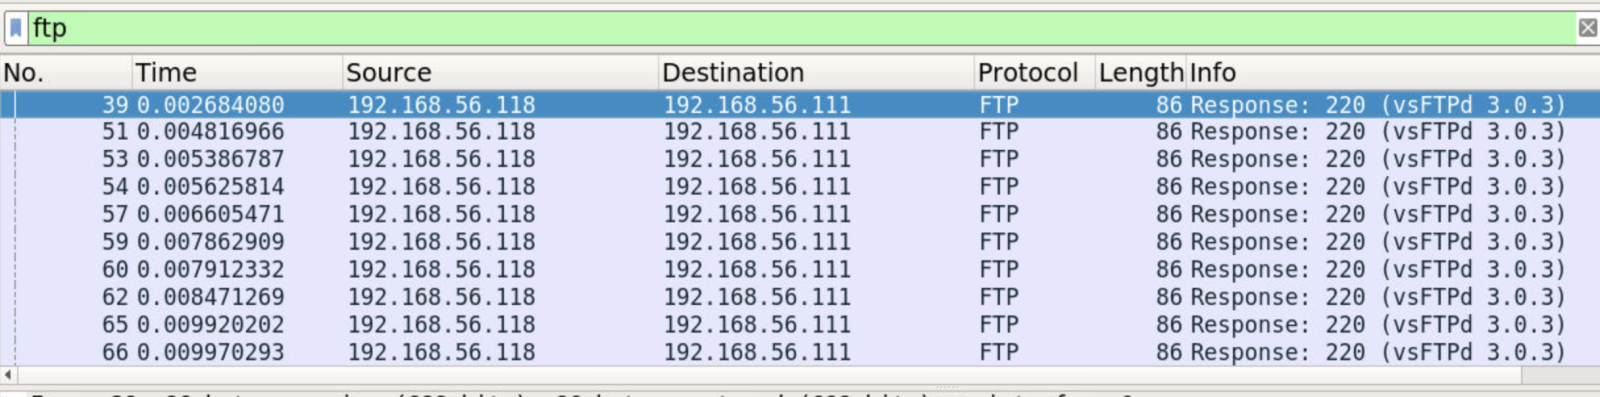 ftp
No. Time Source Destination Protocol Length Info
39 0.002684080 192.168.56.118 192.168.56.111 FTP 86 Response: 220 (vsFTPd 3.0.3)
51 0.004816966 192.168.56.118 192.168.56.111 FTP 86 Response: 220 (vsFTPd 3.0.3)
53 0.005386787 192.168.56.118 192.168.56.111 FTP 86 Response: 220 (vsFTPd 3.0.3)
54 0.005625814 192.168.56.118 192.168.56.111 FTP 86 Response: 220 (vsFTPd 3.0.3)
57 0.006605471 192.168.56.118 192.168.56.111 FTP 86 Response: 220 (vsFTPd 3.0.3)
59 0.007862909 192.168.56.118 192.168.56.111 FTP 86 Response: 220 (vsFTPd 3.0.3)
60 0.007912332 192.168.56.118 192.168.56.111 FTP 86 Response: 220 (vsFTPd 3.0.3)
62 0.008471269 192.168.56.118 192.168.56.111 FTP 86 Response: 220 (vsFTPd 3.0.3)
65 0.009920202 192.168.56.118 192.168.56.111 FTP 86 Response: 220 (vsFTPd 3.0.3)
66 0.009970293 192.168.56.118 192.168.56.111 FTP 86 Response: 220 (vsFTPd 3.0.3)